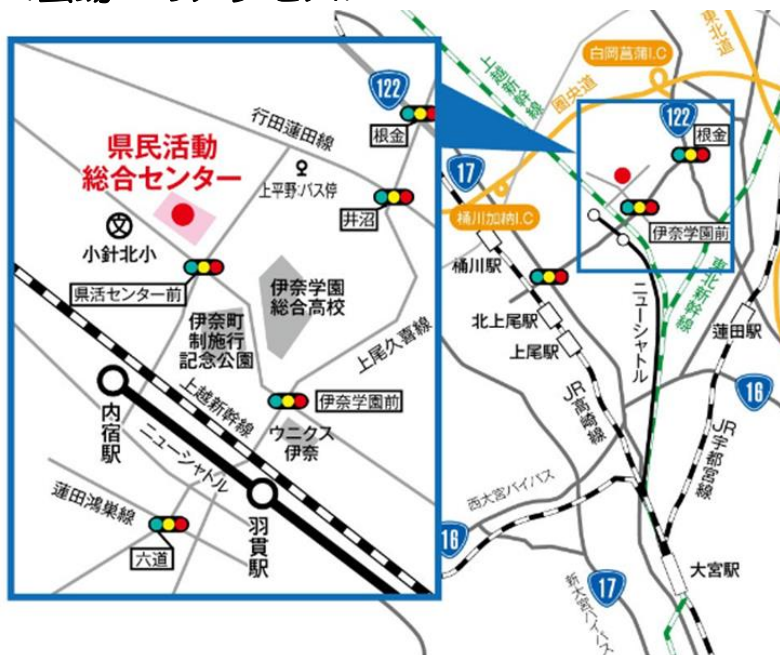 122
行田蓮田線
根金
県民活動
総合センター
上平野バス停
井沼
小針北小
県活センター前
伊奈学園
総合高校
伊奈町
制施行
記念公園
上尾久喜線
上越新幹線
伊奈学園前
内宿駅
ニューシャトル
ウニクス
伊奈
蓮田鴻巣線
羽貫駅
六道
東北道
白岡菖蒲I.C
上越新幹線
圏央道
122
根金
17
桶川加納I.C
伊奈学園前
桶川駅
東北新幹線
ニューシャトル
北上尾駅
上尾駅
蓮田駅
16
JR高崎線
JR宇都宮線
西大宮バイパス
16
大宮駅
新大宮バイパス
17